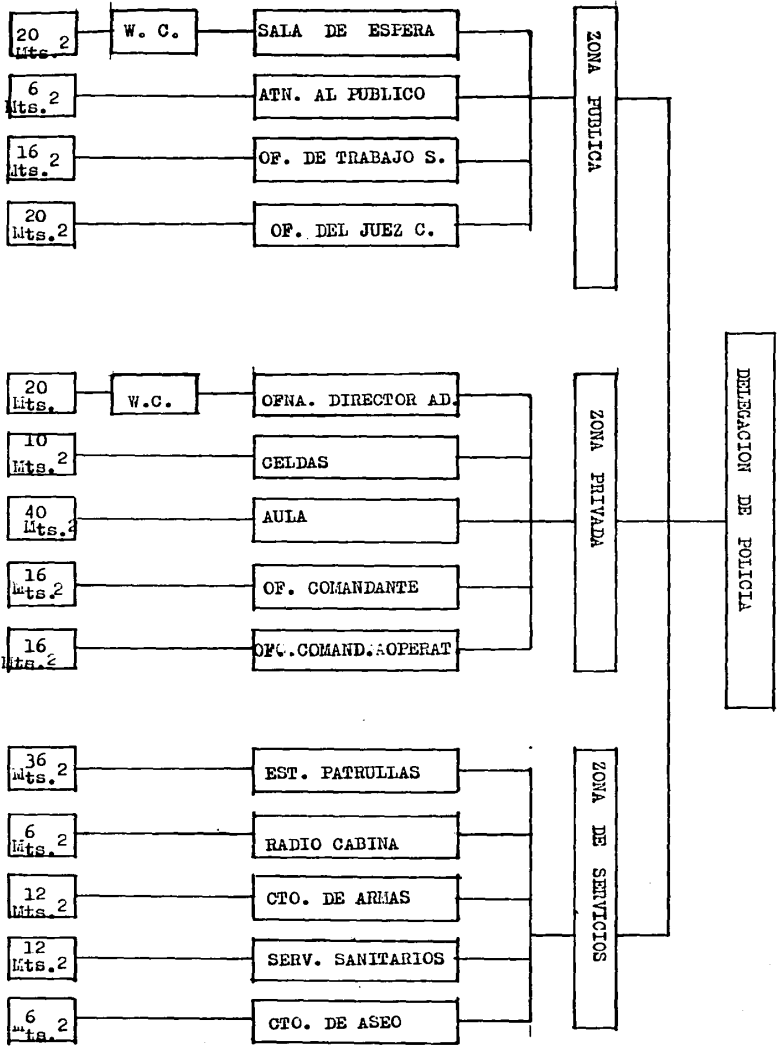 20
Mts.2
W. C.
SALA DE ESPERA
6
Mts.2
ATN. AL PUBLICO
16
Mts.2
OF. DE TRABAJO S.
20
Mts.2
OF. DEL JUEZ C.
ZONA PUBLICA
20
Mts.
W.C.
OFNA. DIRECTOR AD.
10
Mts.2
CELDAS
40
Mts.2
AULA
16
Mts.2
OF. COMANDANTE
16
Mts.2
ZONA PRIVADA
DELEGACION DE POLICIA
36
Mts.2
EST. PATRULLAS
6
Mts.2
RADIO CABINA
12
Mts.2
CTO. DE ARMAS
12
Mts.2
SERV. SANITARIOS
6
Mts.2
CTO. DE ASEO
ZONA DE SERVICIOS